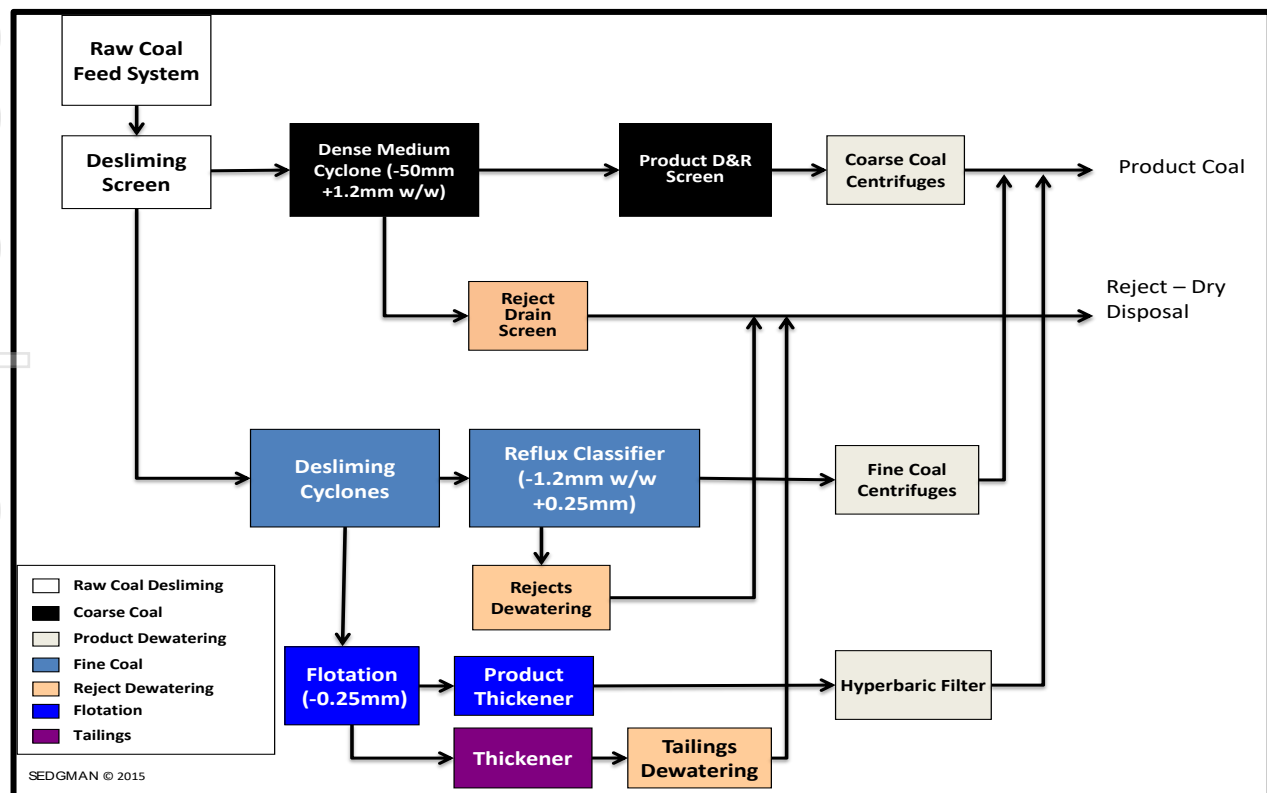 Raw Coal
Feed System
Desliming
Screen
Dense Medium
Cyclone (-50mm
+1.2mm w/w)
Product D&R
Screen
Coarse Coal
Centrifuges
Product Coal
Reject
Drain
Screen
Reject – Dry
Disposal
Desliming
Cyclones
Reflux Classifier
(-1.2mm w/w
+0.25mm)
Fine Coal
Centrifuges
Rejects
Dewatering
Flotation
(-0.25mm)
Product
Thickener
Hyperbaric Filter
Thickener
Tailings
Dewatering
Raw Coal Desliming
Coarse Coal
Product Dewatering
Fine Coal
Reject Dewatering
Flotation
Tailings
SEDGMAN © 2015